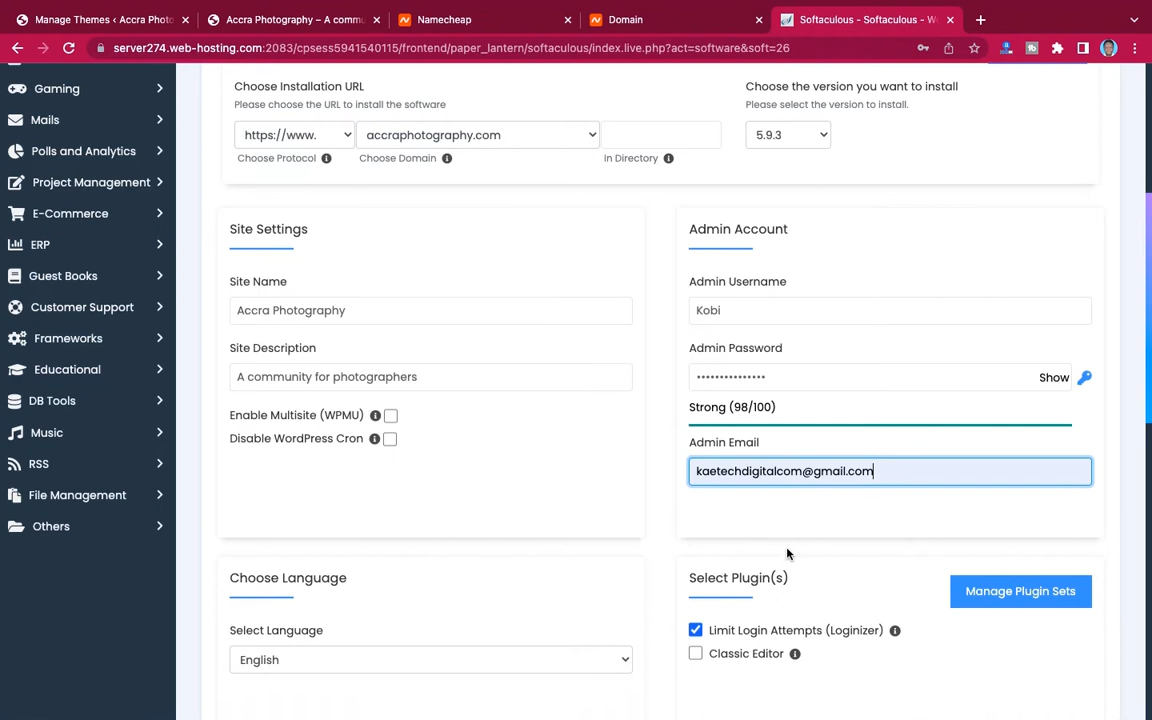 Manage Themes ‹ Accra Photo
Accra Photography – A commu
Namecheap
Domain
Softaculous - Softaculous - W
server274.web-hosting.com:2083/cpsess5941540115/frontend/paper_lantern/softaculous/index.live.php?act=software&soft=26
Gaming
Mails
Polls and Analytics
Project Management
E-Commerce
ERP
Guest Books
Customer Support
Frameworks
Educational
DB Tools
Music
RSS
File Management
Others
Choose Installation URL
Please choose the URL to install the software
https://www.
accraphotography.com
Choose Protocol
Choose Domain
In Directory
Choose the version you want to install
Please select the version to install.
5.9.3
Site Settings
Site Name
Accra Photography
Site Description
A community for photographers
Enable Multisite (WPMU)
Disable WordPress Cron
Admin Account
Admin Username
Kobi
Admin Password
•••••••••••••••
Show
Strong (98/100)
Admin Email
kaetechdigitalcom@gmail.com
Choose Language
Select Language
English
Select Plugin(s)
Manage Plugin Sets
Limit Login Attempts (Loginizer)
Classic Editor